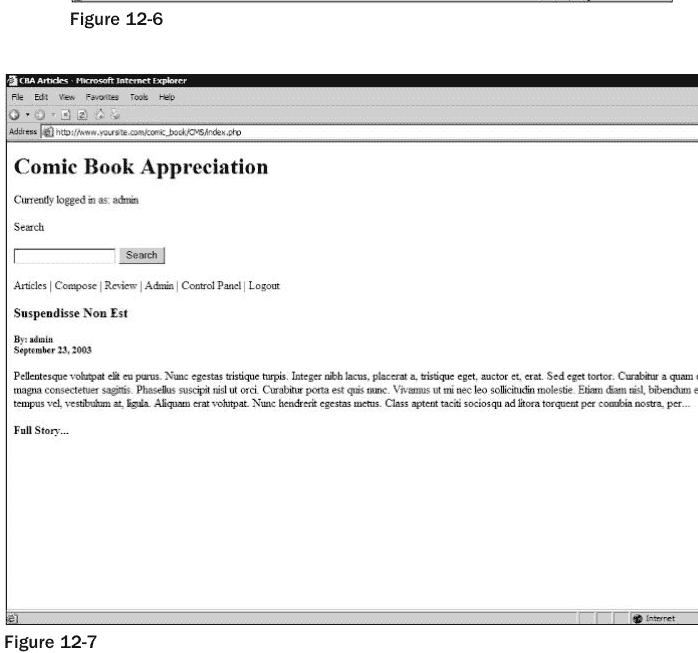 Figure 12-6
CBA Articles - Microsoft Internet Explorer
File Edit View Favorites Tools Help
Address http://www.yoursite.com/comic_book/CMS/index.php
Comic Book Appreciation
Currently logged in as: admin
Search
Search
Articles | Compose | Review | Admin | Control Panel | Logout
Suspendisse Non Est
By: admin
September 23, 2003
Pellentesque volutpat elit eu purus. Nunc egestas tristique turpis. Integer nibh lacus, placerat a, tristique eget, auctor et, erat. Sed eget tortor. Curabitur a quam
magna consectetuer sagittis. Phasellus suscipit nisl ut orci. Curabitur porta est quis nunc. Vivamus ut mi nec leo sollicitudin molestie. Etiam diam nisl, bibendum
tempus vel, vestibulum at, ligula. Aliquam erat volutpat. Nunc hendrerit egestas metus. Class aptent taciti sociosqu ad litora torquent per conubia nostra, per...
Full Story...
Internet
Figure 12-7